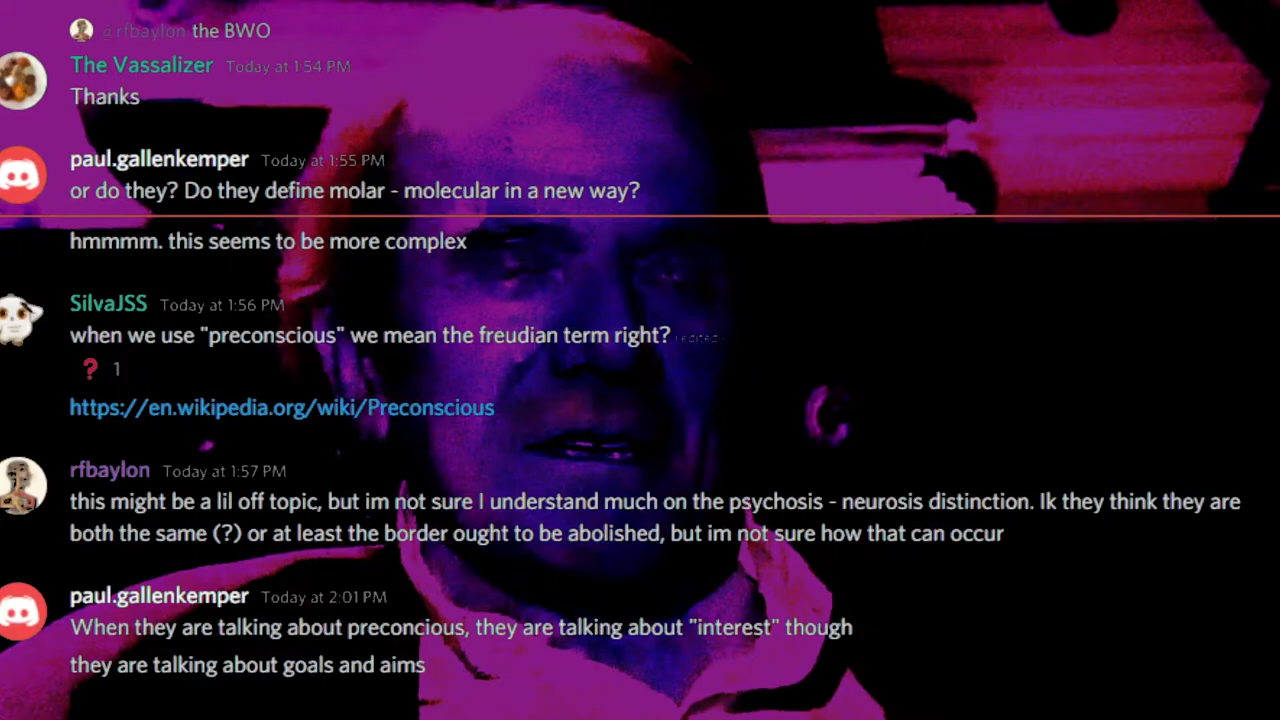 @rfbaylon the BWO
The Vassalizer Today at 1:54 PM
Thanks
paul.gallenkemper Today at 1:55 PM
or do they? Do they define molar - molecular in a new way?
hmmmm. this seems to be more complex
SilvaJSS Today at 1:56 PM
when we use "preconscious" we mean the freudian term right? (edited)
? 1
https://en.wikipedia.org/wiki/Preconscious
rfbaylon Today at 1:57 PM
this might be a lil off topic, but im not sure I understand much on the psychosis - neurosis distinction. Ik they think they are
both the same (?) or at least the border ought to be abolished, but im not sure how that can occur
paul.gallenkemper Today at 2:01 PM
When they are talking about preconcious, they are talking about "interest" though
they are talking about goals and aims